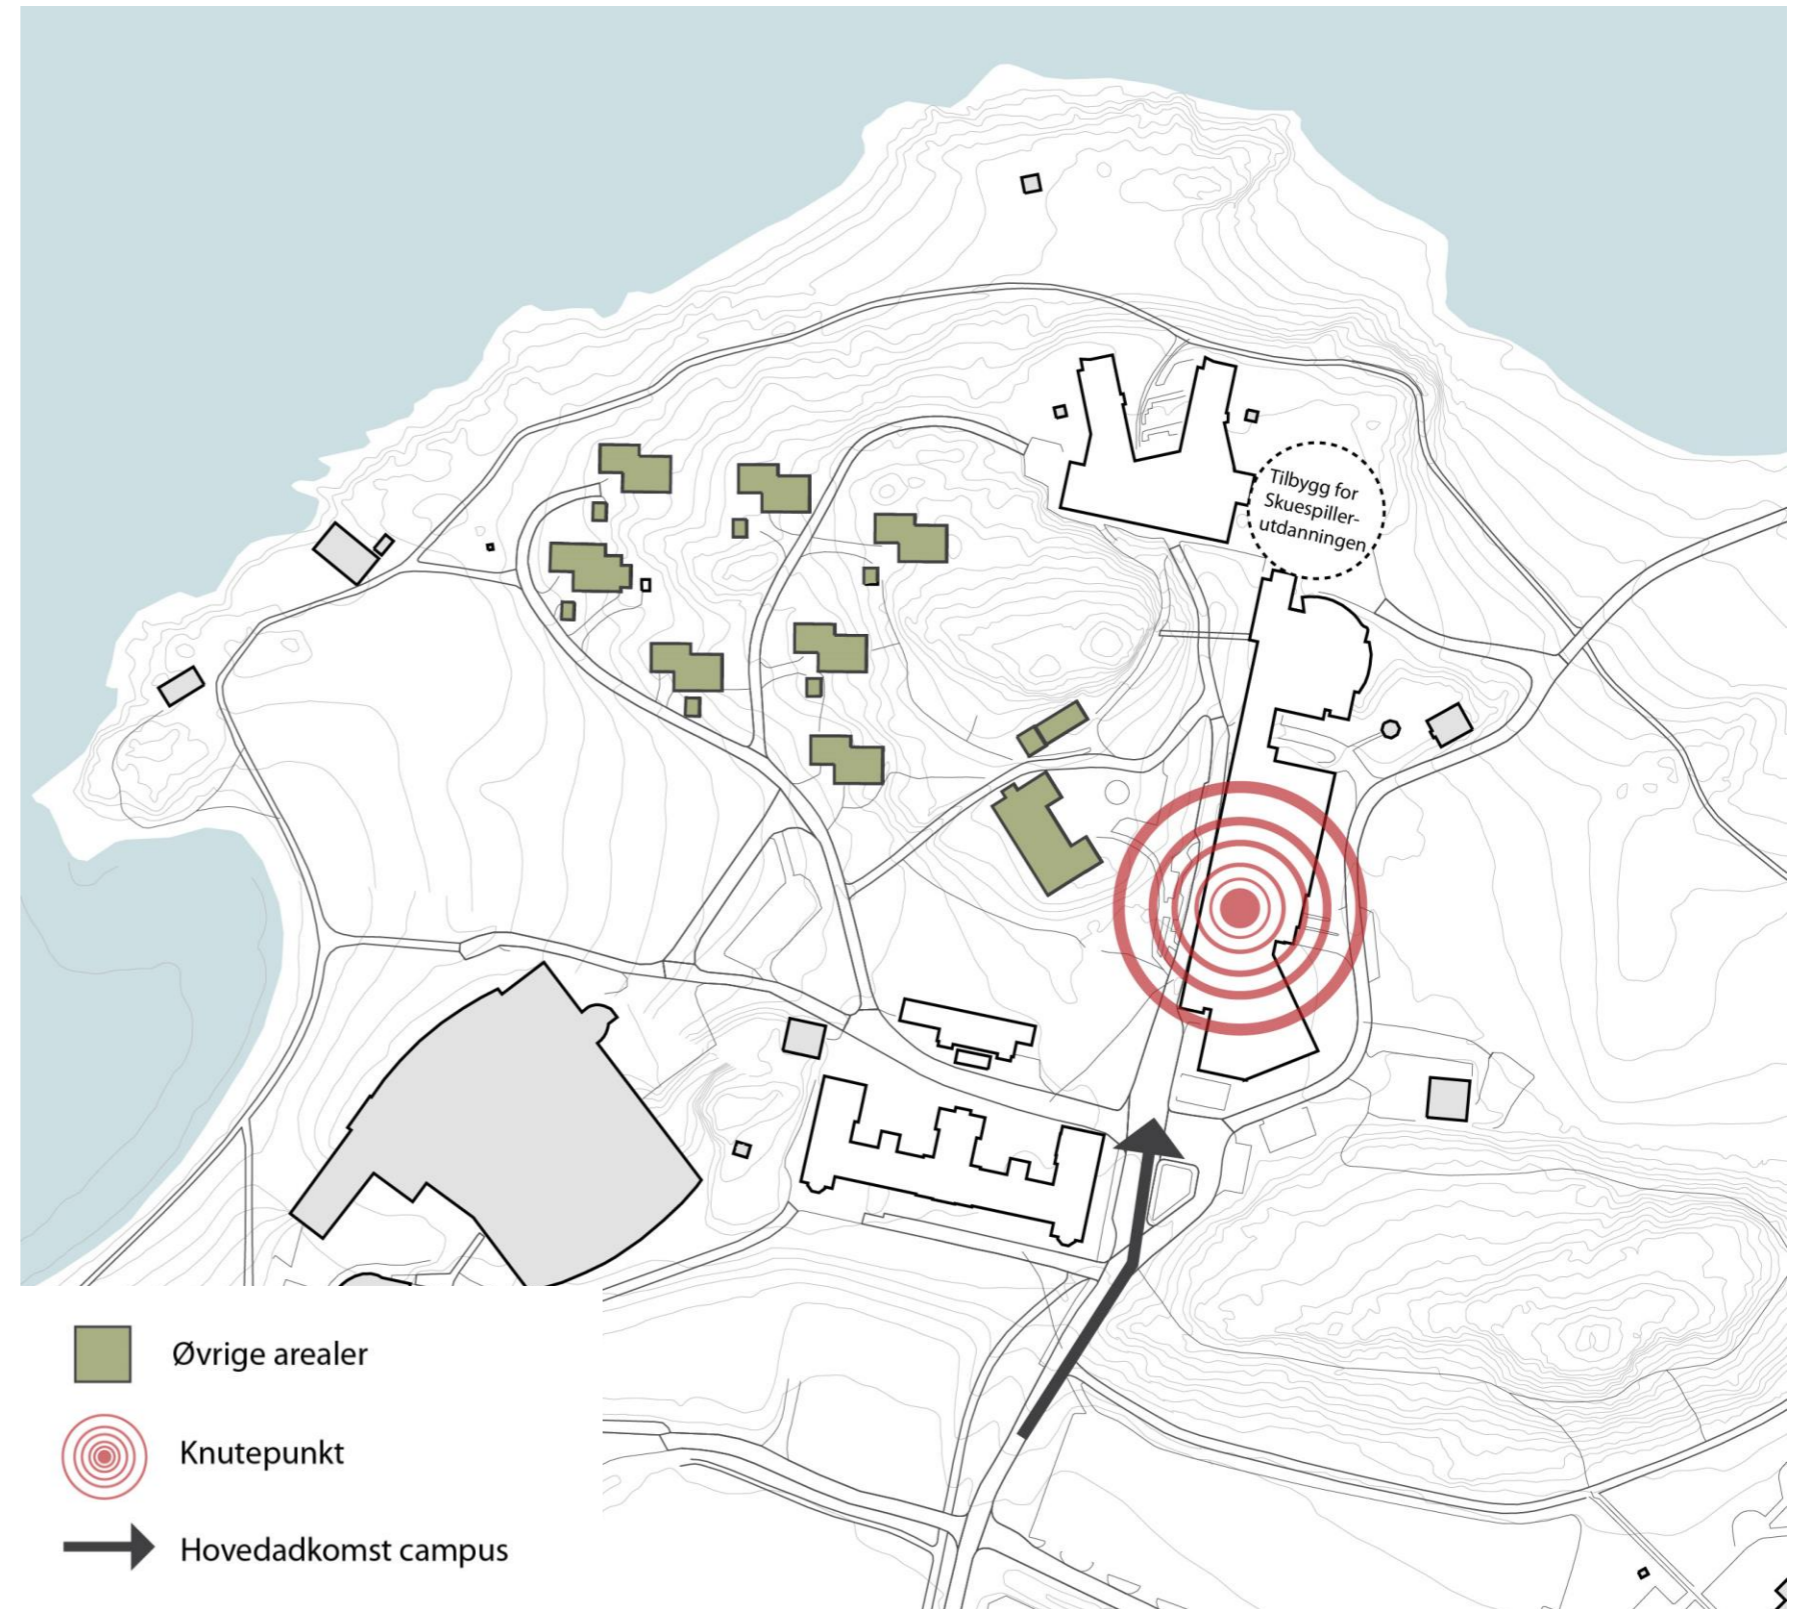 Tilbygg for
Skuespiller-
utdanningen
Øvrige arealer
Knutepunkt
Hovedadkomst campus